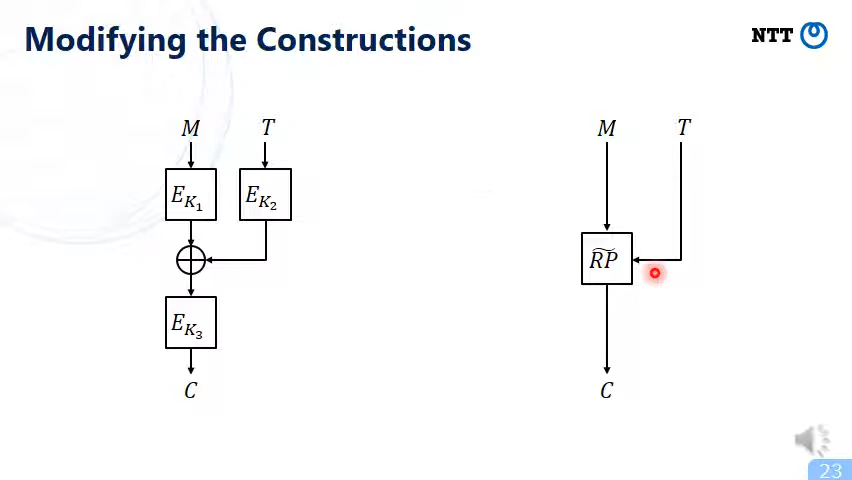 Modifying the Constructions
NTT
M T
E_{K_1} E_{K_2}
E_{K_3}
C
M T
\widetilde{RP}
C
23